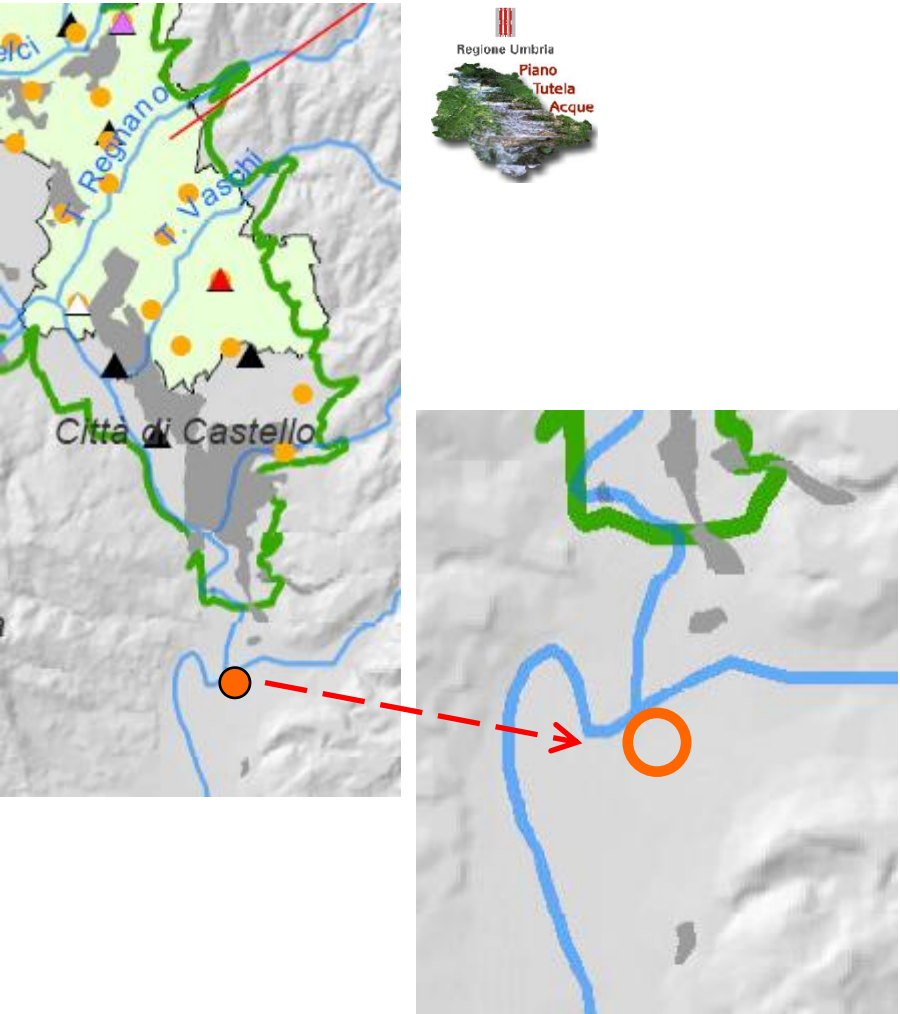 elci
T. Regnano
T. Vaschi
Città di Castello
a
Regione Umbria
Piano
Tutela
Acque